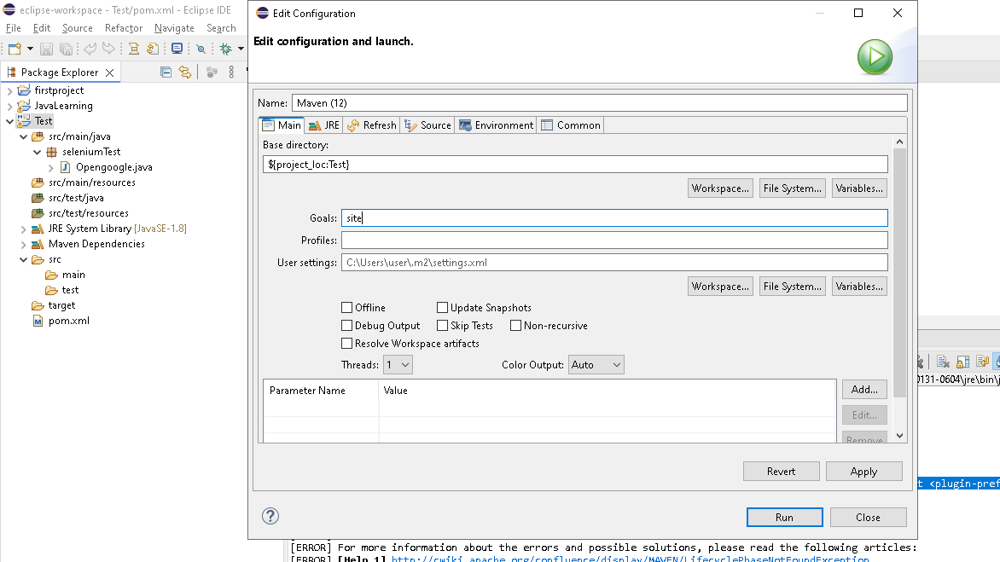 eclipse-workspace - Test/pom.xml - Eclipse IDE
File Edit Source Refactor Navigate Search
Package Explorer
firstproject
JavaLearning
Test
src/main/java
seleniumTest
Opengoogle.java
src/main/resources
src/test/java
src/test/resources
JRE System Library [JavaSE-1.8]
Maven Dependencies
src
main
test
target
pom.xml
Edit Configuration
Edit configuration and launch.
Name: Maven (12)
Main JRE Refresh Source Environment Common
Base directory:
${project_loc:Test}
Workspace... File System... Variables...
Goals: site
Profiles:
User settings: C:\Users\user\.m2\settings.xml
Workspace... File System... Variables...
Offline Update Snapshots
Debug Output Skip Tests Non-recursive
Resolve Workspace artifacts
Threads: 1 Color Output: Auto
Parameter Name Value
Add...
Edit...
Remove
Revert Apply
Run Close
0131-0604\jre\bin\j
t <plugin-pref
[ERROR] For more information about the errors and possible solutions, please read the following articles:
[ERROR] [Help 1] http://cwiki.apache.org/confluence/display/MAVEN/LifecyclePhaseNotFoundException